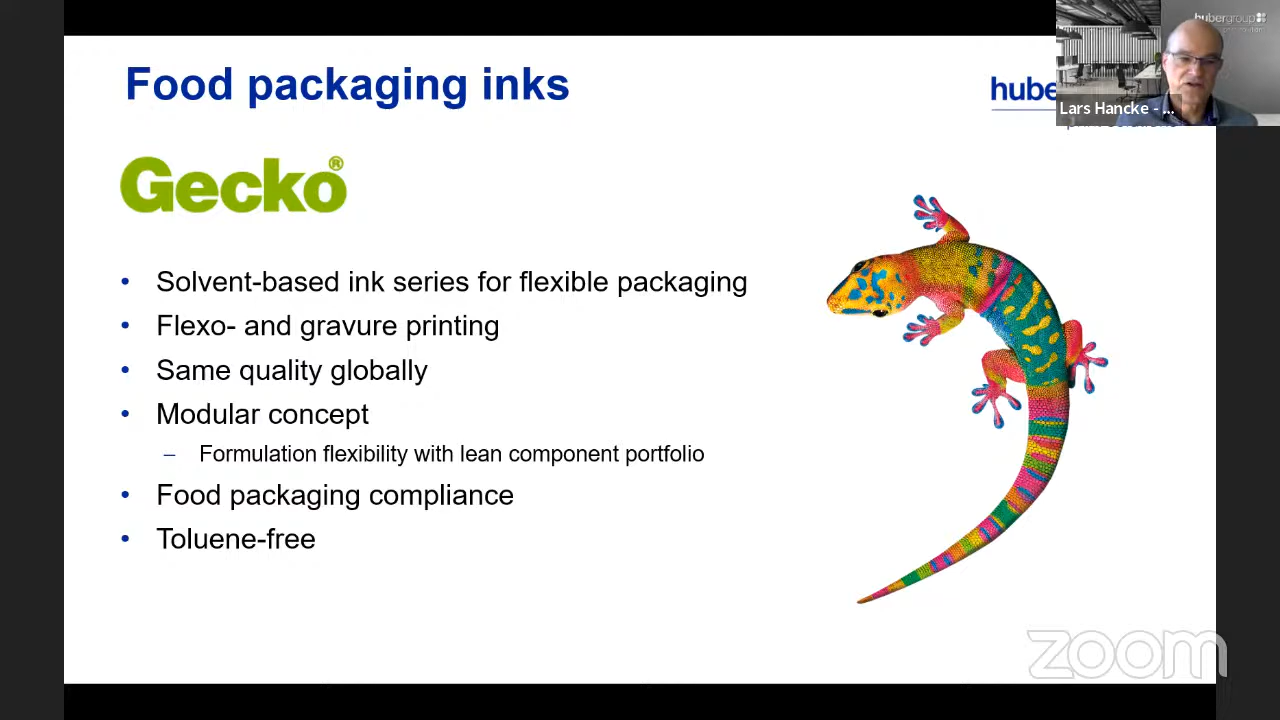 Food packaging inks
hube
hubergroup
Lars Hancke - ...
Gecko®
• Solvent-based ink series for flexible packaging
• Flexo- and gravure printing
• Same quality globally
• Modular concept
– Formulation flexibility with lean component portfolio
• Food packaging compliance
• Toluene-free
zoom